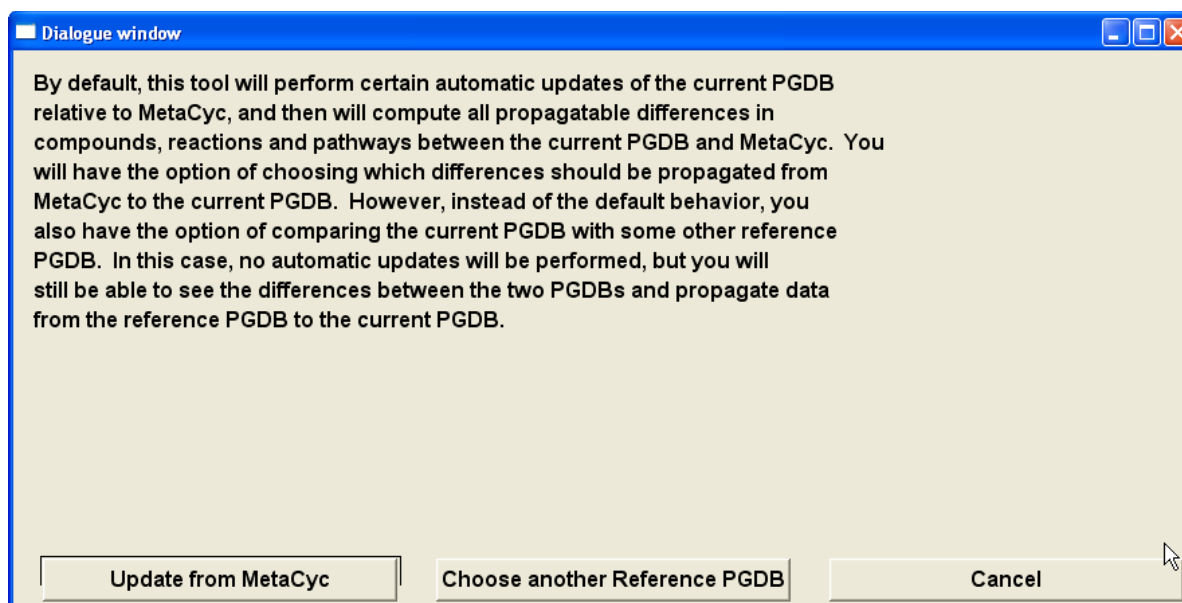 Dialogue window
By default, this tool will perform certain automatic updates of the current PGDB
relative to MetaCyc, and then will compute all propagatable differences in
compounds, reactions and pathways between the current PGDB and MetaCyc.  You
will have the option of choosing which differences should be propagated from
MetaCyc to the current PGDB.  However, instead of the default behavior, you
also have the option of comparing the current PGDB with some other reference
PGDB.  In this case, no automatic updates will be performed, but you will
still be able to see the differences between the two PGDBs and propagate data
from the reference PGDB to the current PGDB.
Update from MetaCyc
Choose another Reference PGDB
Cancel